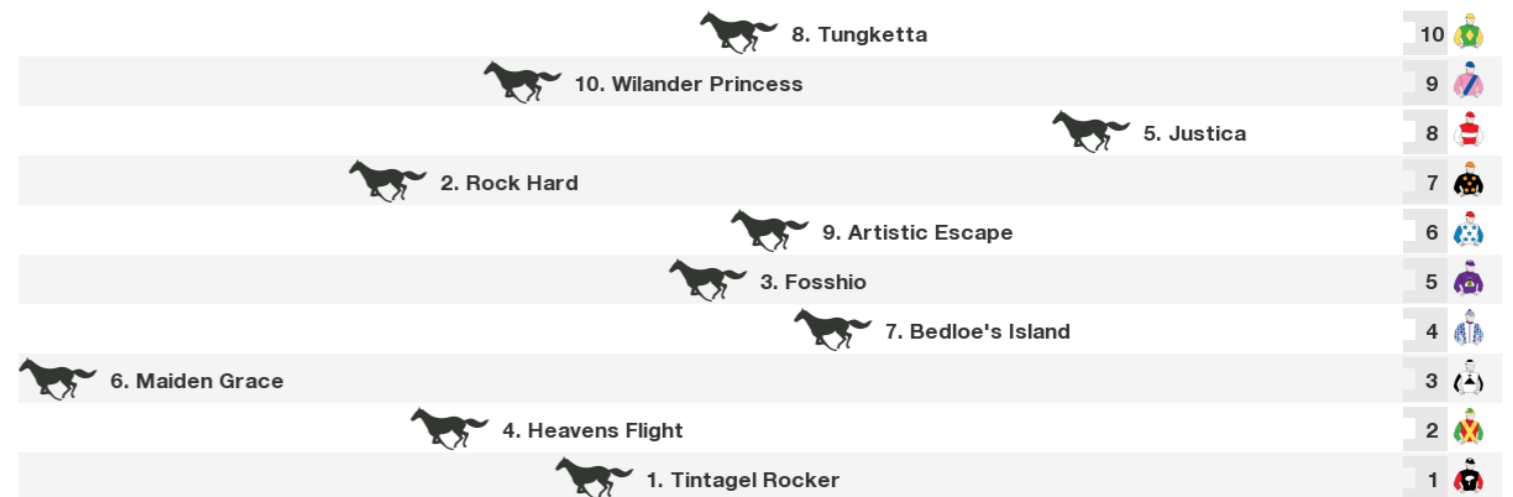 8. Tungketta 10
10. Wilander Princess 9
5. Justica 8
2. Rock Hard 7
9. Artistic Escape 6
3. Fosshio 5
7. Bedloe's Island 4
6. Maiden Grace 3
4. Heavens Flight 2
1. Tintagel Rocker 1